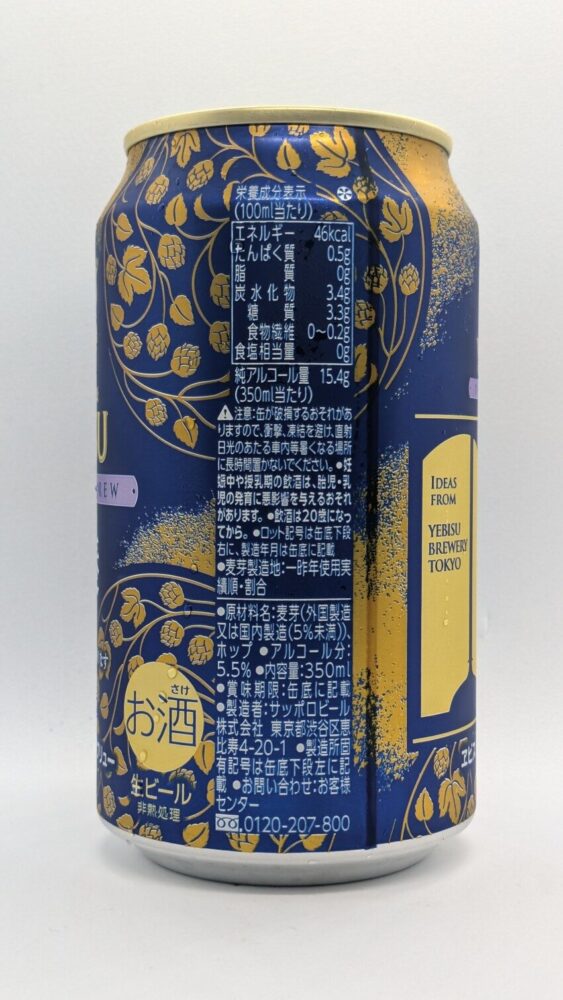 栄養成分表示
(100ml当たり)
エネルギー 46kcal
たんぱく質 0.5g
脂質 0g
炭水化物 3.4g
糖質 3.3g
食物繊維 0~0.2g
食塩相当量 0g
純アルコール量 15.4g
(350ml当たり)
注意:缶が破損するおそれがあ
りますので、衝撃、凍結を避け、直射
日光のあたる車内等暑くなる場所
に長時間置かないでください。●妊
娠中や授乳期の飲酒は、胎児・乳
児の発育に悪影響を与えるおそれ
があります。●飲酒は20歳になっ
てから。●ロット記号は缶底下段
右に、製造年月は缶底に記載
●麦芽製造地:一昨年使用実
績順・割合
●原材料名:麦芽(外国製造
又は国内製造(5%未満))、
ホップ●アルコール分:
5.5%●内容量:350ml
●賞味期限:缶底に記載
●製造者:サッポロビール
株式会社 東京都渋谷区恵
比寿4-20-1 ●製造所固
有記号は缶底下段左に記
載●お問い合わせ:お客様
センター
0120-207-800
U
EW
ます
さけ
お酒
生ビール
非熱処理
リュー
IDEAS
FROM
YEBISU
BREWERY
TOKYO
ヱビ